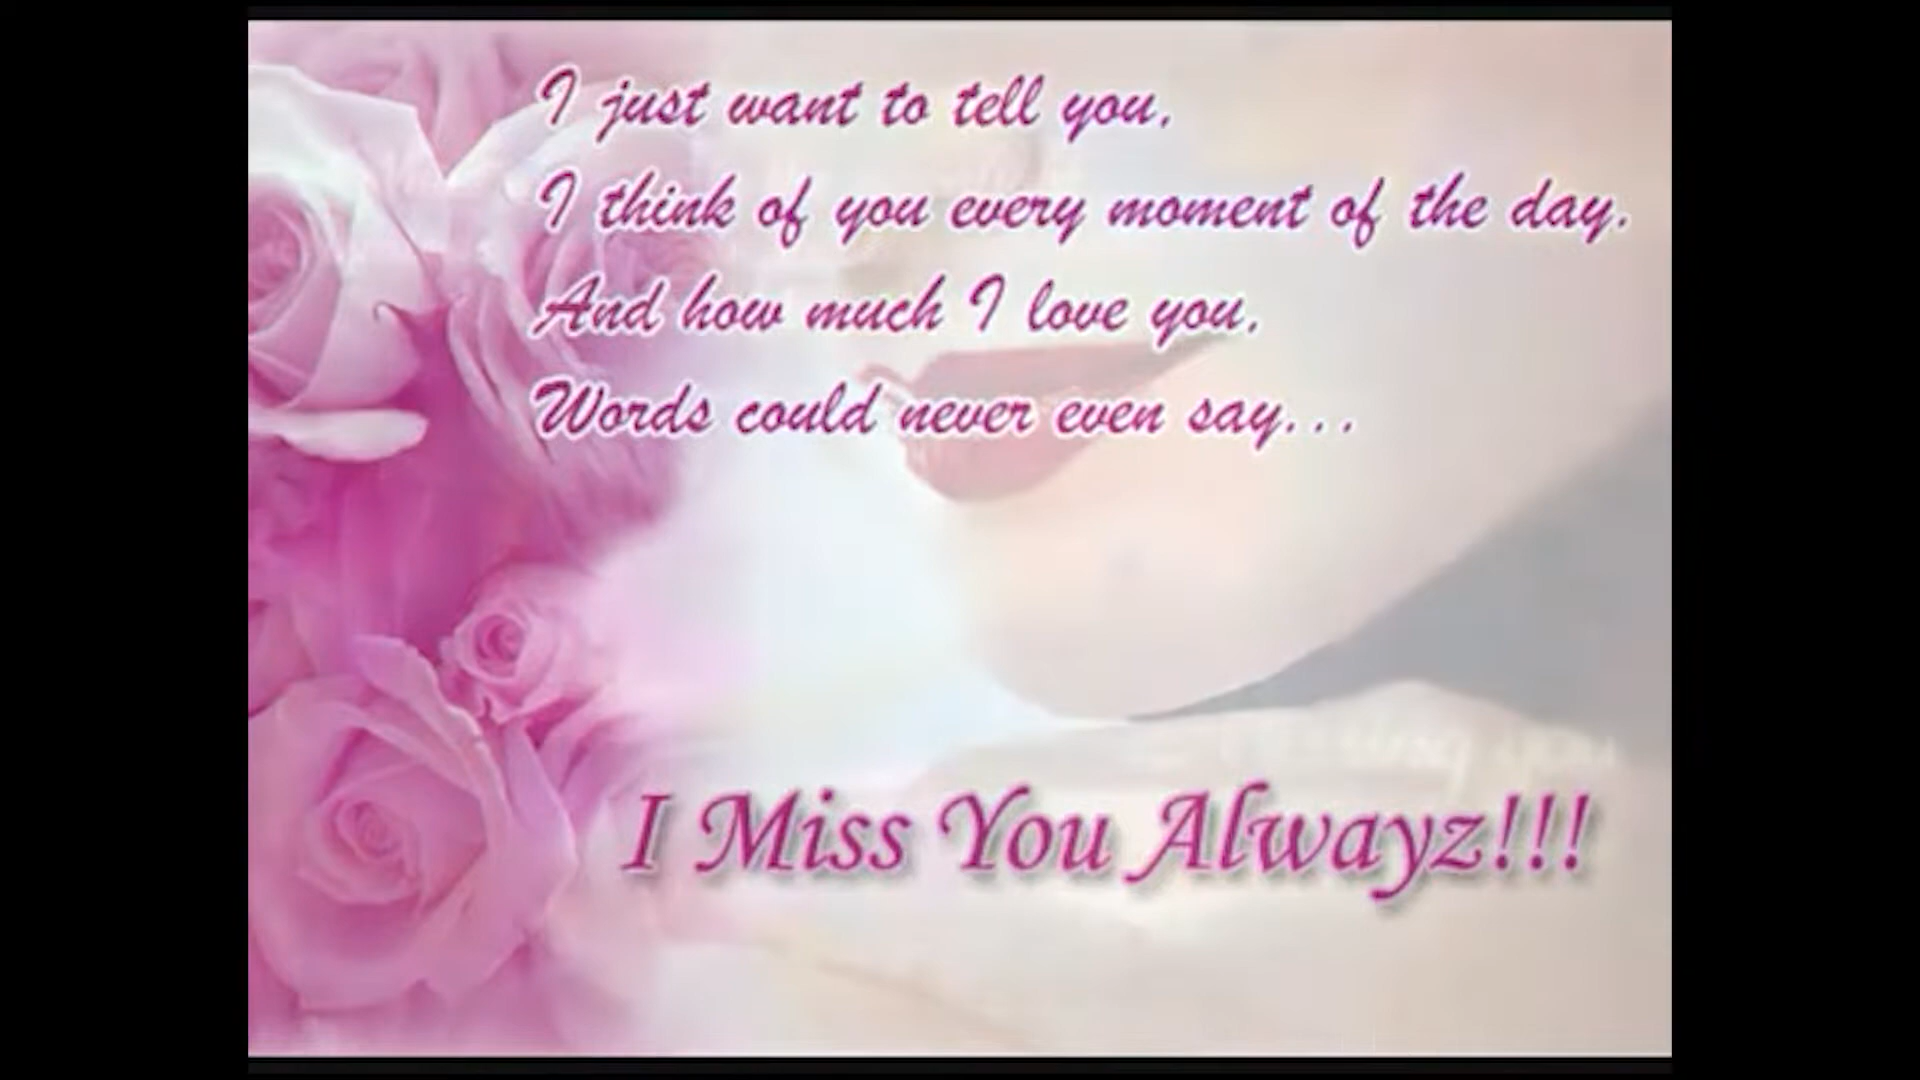 I just want to tell you,
I think of you every moment of the day.
And how much I love you,
Words could never even say...
I Miss You Alwayz!!!